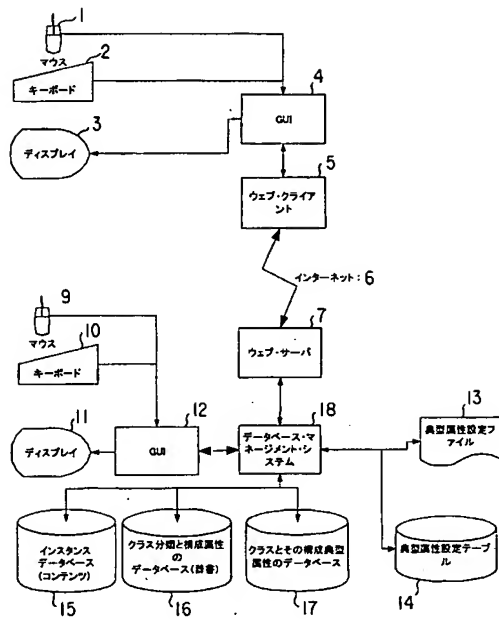 1
マウス
2
キーボード
3
ディスプレイ
4
GUI
5
ウェブ・クライア
ント
インターネット：6
7
ウェブ・サーバ
9
マウス
10
キーボード
11
ディスプレイ
12
GUI
18
データベース・マ
ネージメント・シ
ステム
13
典型属性設定フ
ァイル
典型属性設定テーブ
ル
14
インスタンス
データベース
(コンテンツ)
15
クラス分類と構成属性
のデータベース(辞書)
16
クラスとその構成典型
属性のデータベース
17